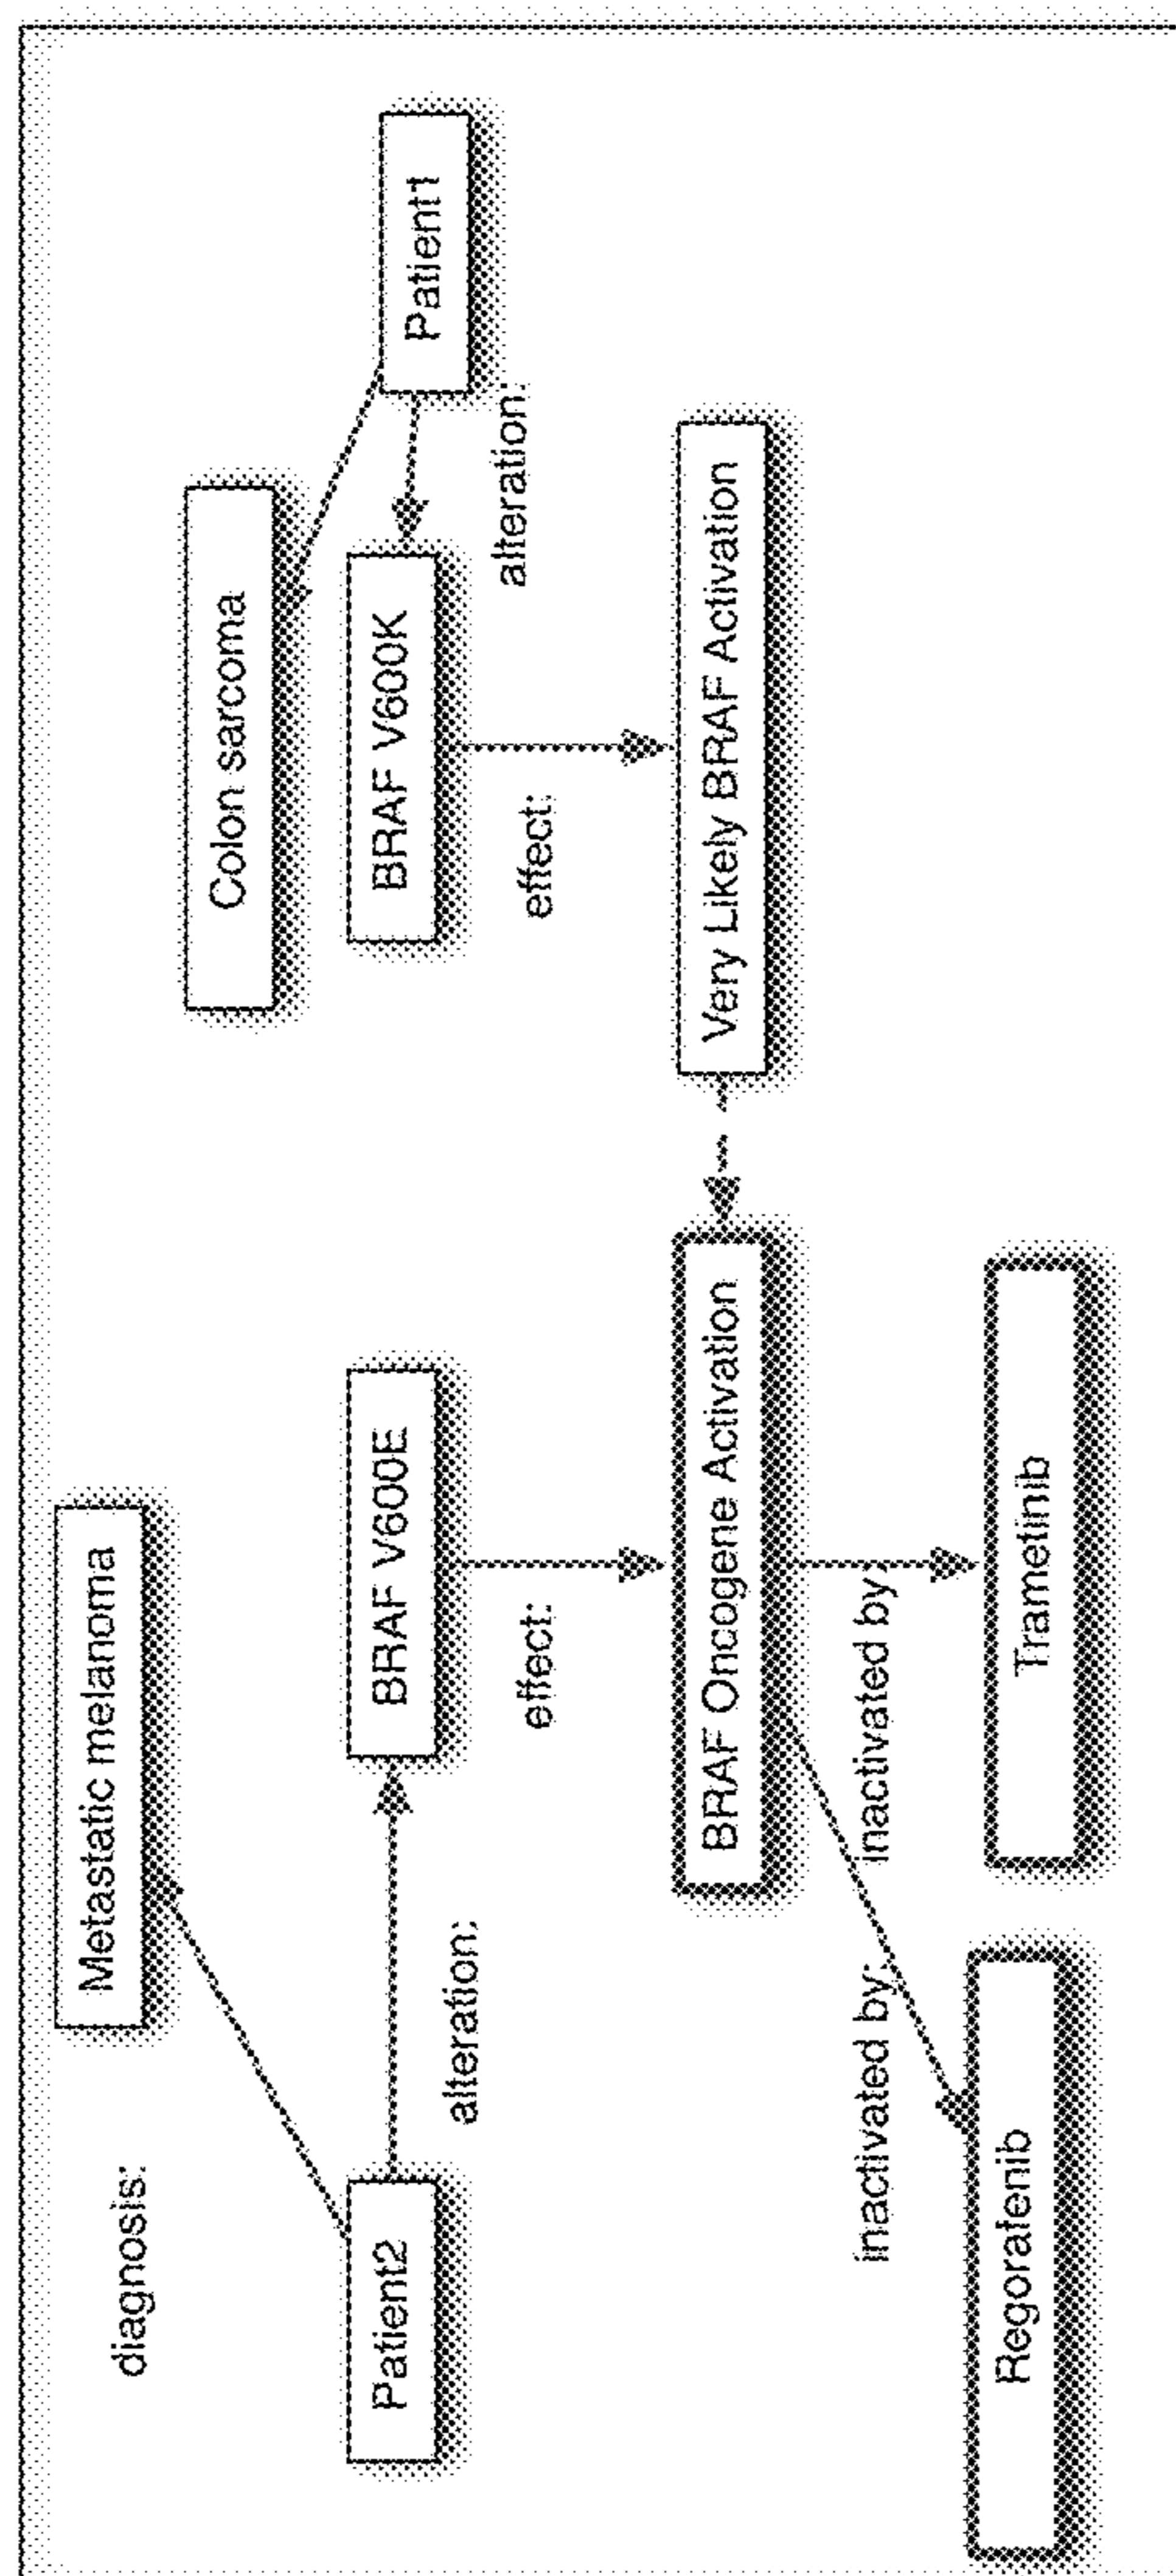 diagnosis:
Metastatic melanoma
Colon sarcoma
Patient2
alteration:
BRAF V600E
BRAF V600K
Patient1
alteration:
effect:
effect:
BRAF Oncogene Activation
Very Likely BRAF Activation
inactivated by:
inactivated by:
Regorafenib
Trametinib